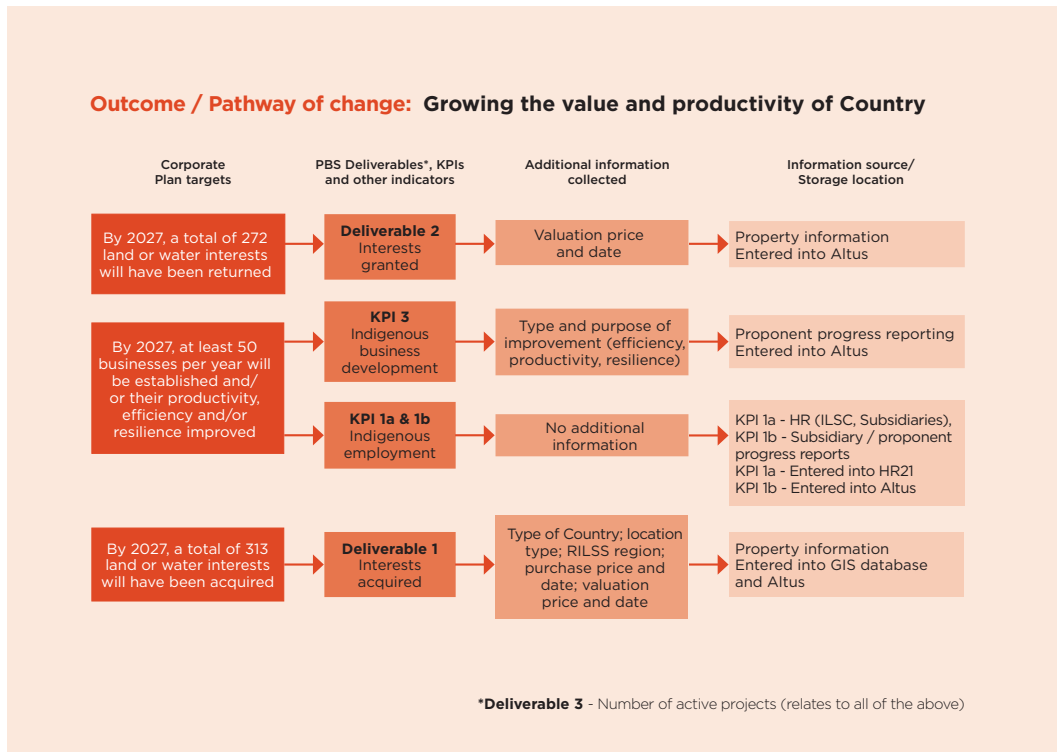 Outcome / Pathway of change: Growing the value and productivity of Country
Corporate
Plan targets
PBS Deliverables*, KPIs
and other indicators
Additional information
collected
Information source/
Storage location
By 2027, a total of 272
land or water interests
will have been returned
Deliverable 2
Interests
granted
Valuation price
and date
Property information
Entered into Altus
By 2027, at least 50
businesses per year will
be established and/
or their productivity,
efficiency and/or
resilience improved
KPI 3
Indigenous
business
development
Type and purpose of
improvement (efficiency,
productivity, resilience)
Proponent progress reporting
Entered into Altus
KPI 1a & 1b
Indigenous
employment
No additional
information
KPI 1a - HR (ILSC, Subsidiaries),
KPI 1b - Subsidiary / proponent
progress reports
KPI 1a - Entered into HR21
KPI 1b - Entered into Altus
By 2027, a total of 313
land or water interests
will have been acquired
Deliverable 1
Interests
acquired
Type of Country; location
type; RILSS region;
purchase price and
date; valuation
price and date
Property information
Entered into GIS database
and Altus
*Deliverable 3 - Number of active projects (relates to all of the above)